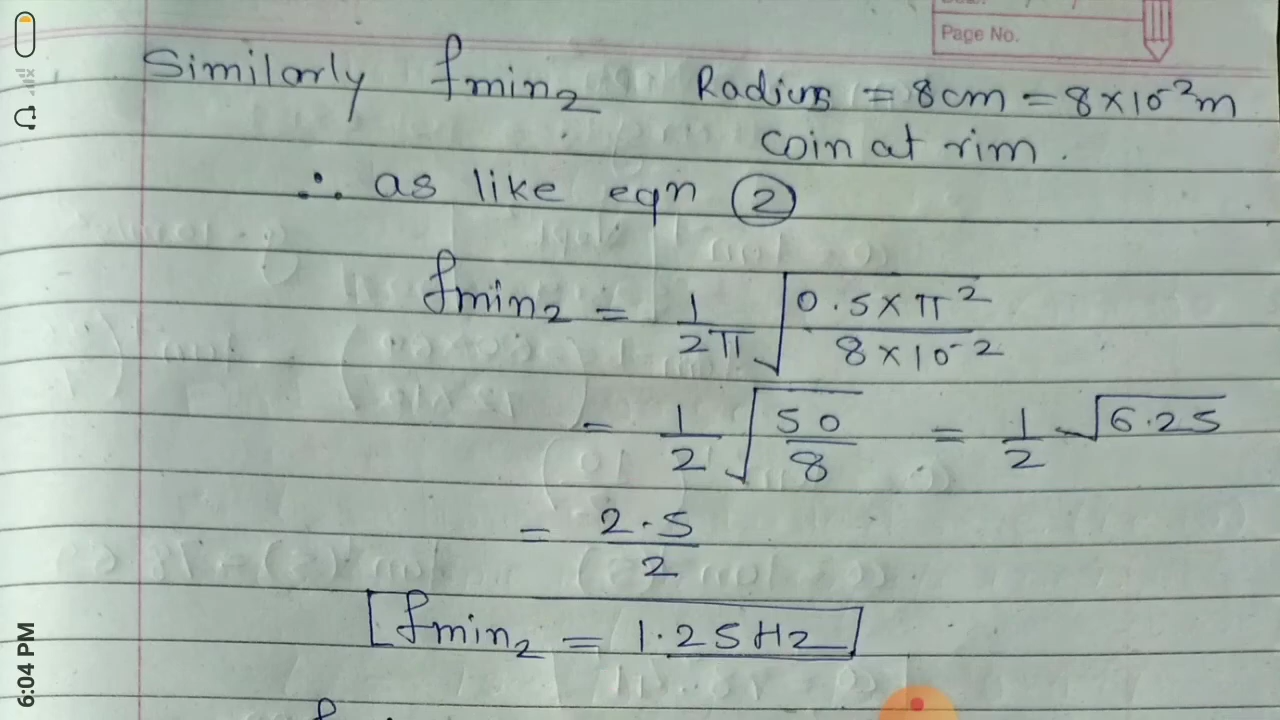 Page No.
Similarly fmin₂ Radius = 8cm = 8×10⁻²m
coin at rim.
∴ as like eqn ②
fmin₂ = 1/2π √(0.5×π²/8×10⁻²)
= 1/2 √(50/8) = 1/2 √6.25
= 2.5/2
fmin₂ = 1.25Hz
6:04 PM